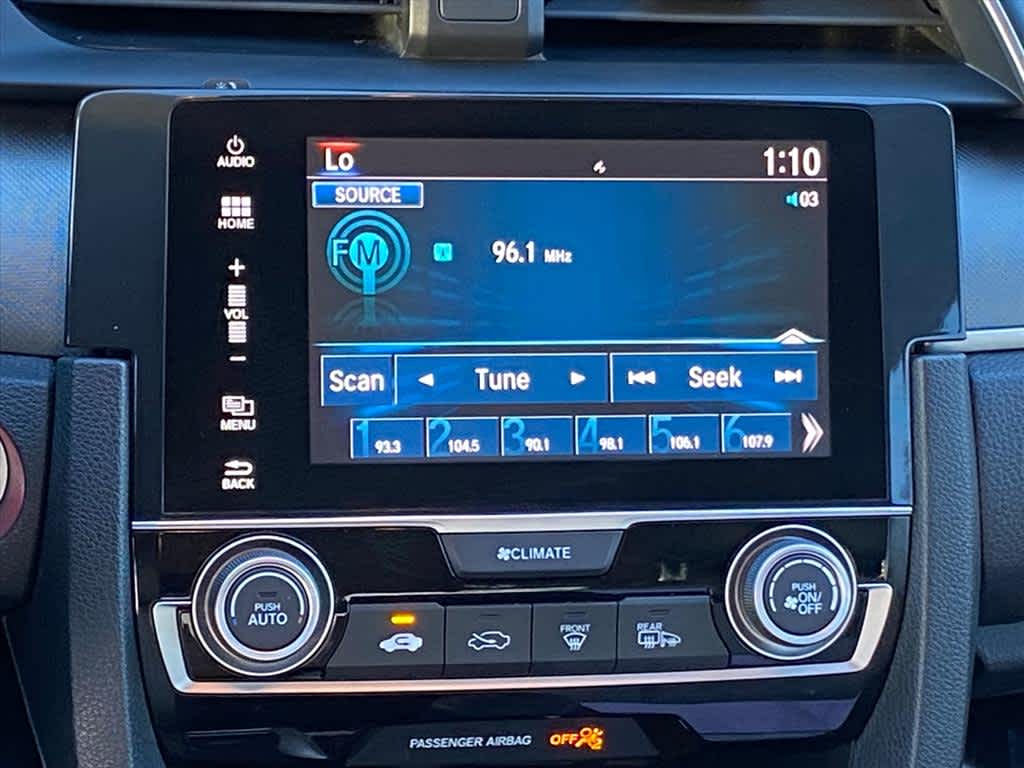 AUDIO
HOME
+
VOL
−
MENU
BACK
Lo 1:10
SOURCE 03
FM 96.1 MHz
Scan Tune Seek
1 93.3 2 104.5 3 90.1 4 98.1 5 106.1 6 107.9
CLIMATE
PUSH
AUTO
FRONT
REAR
PUSH
ON/
OFF
PASSENGER AIRBAG OFF